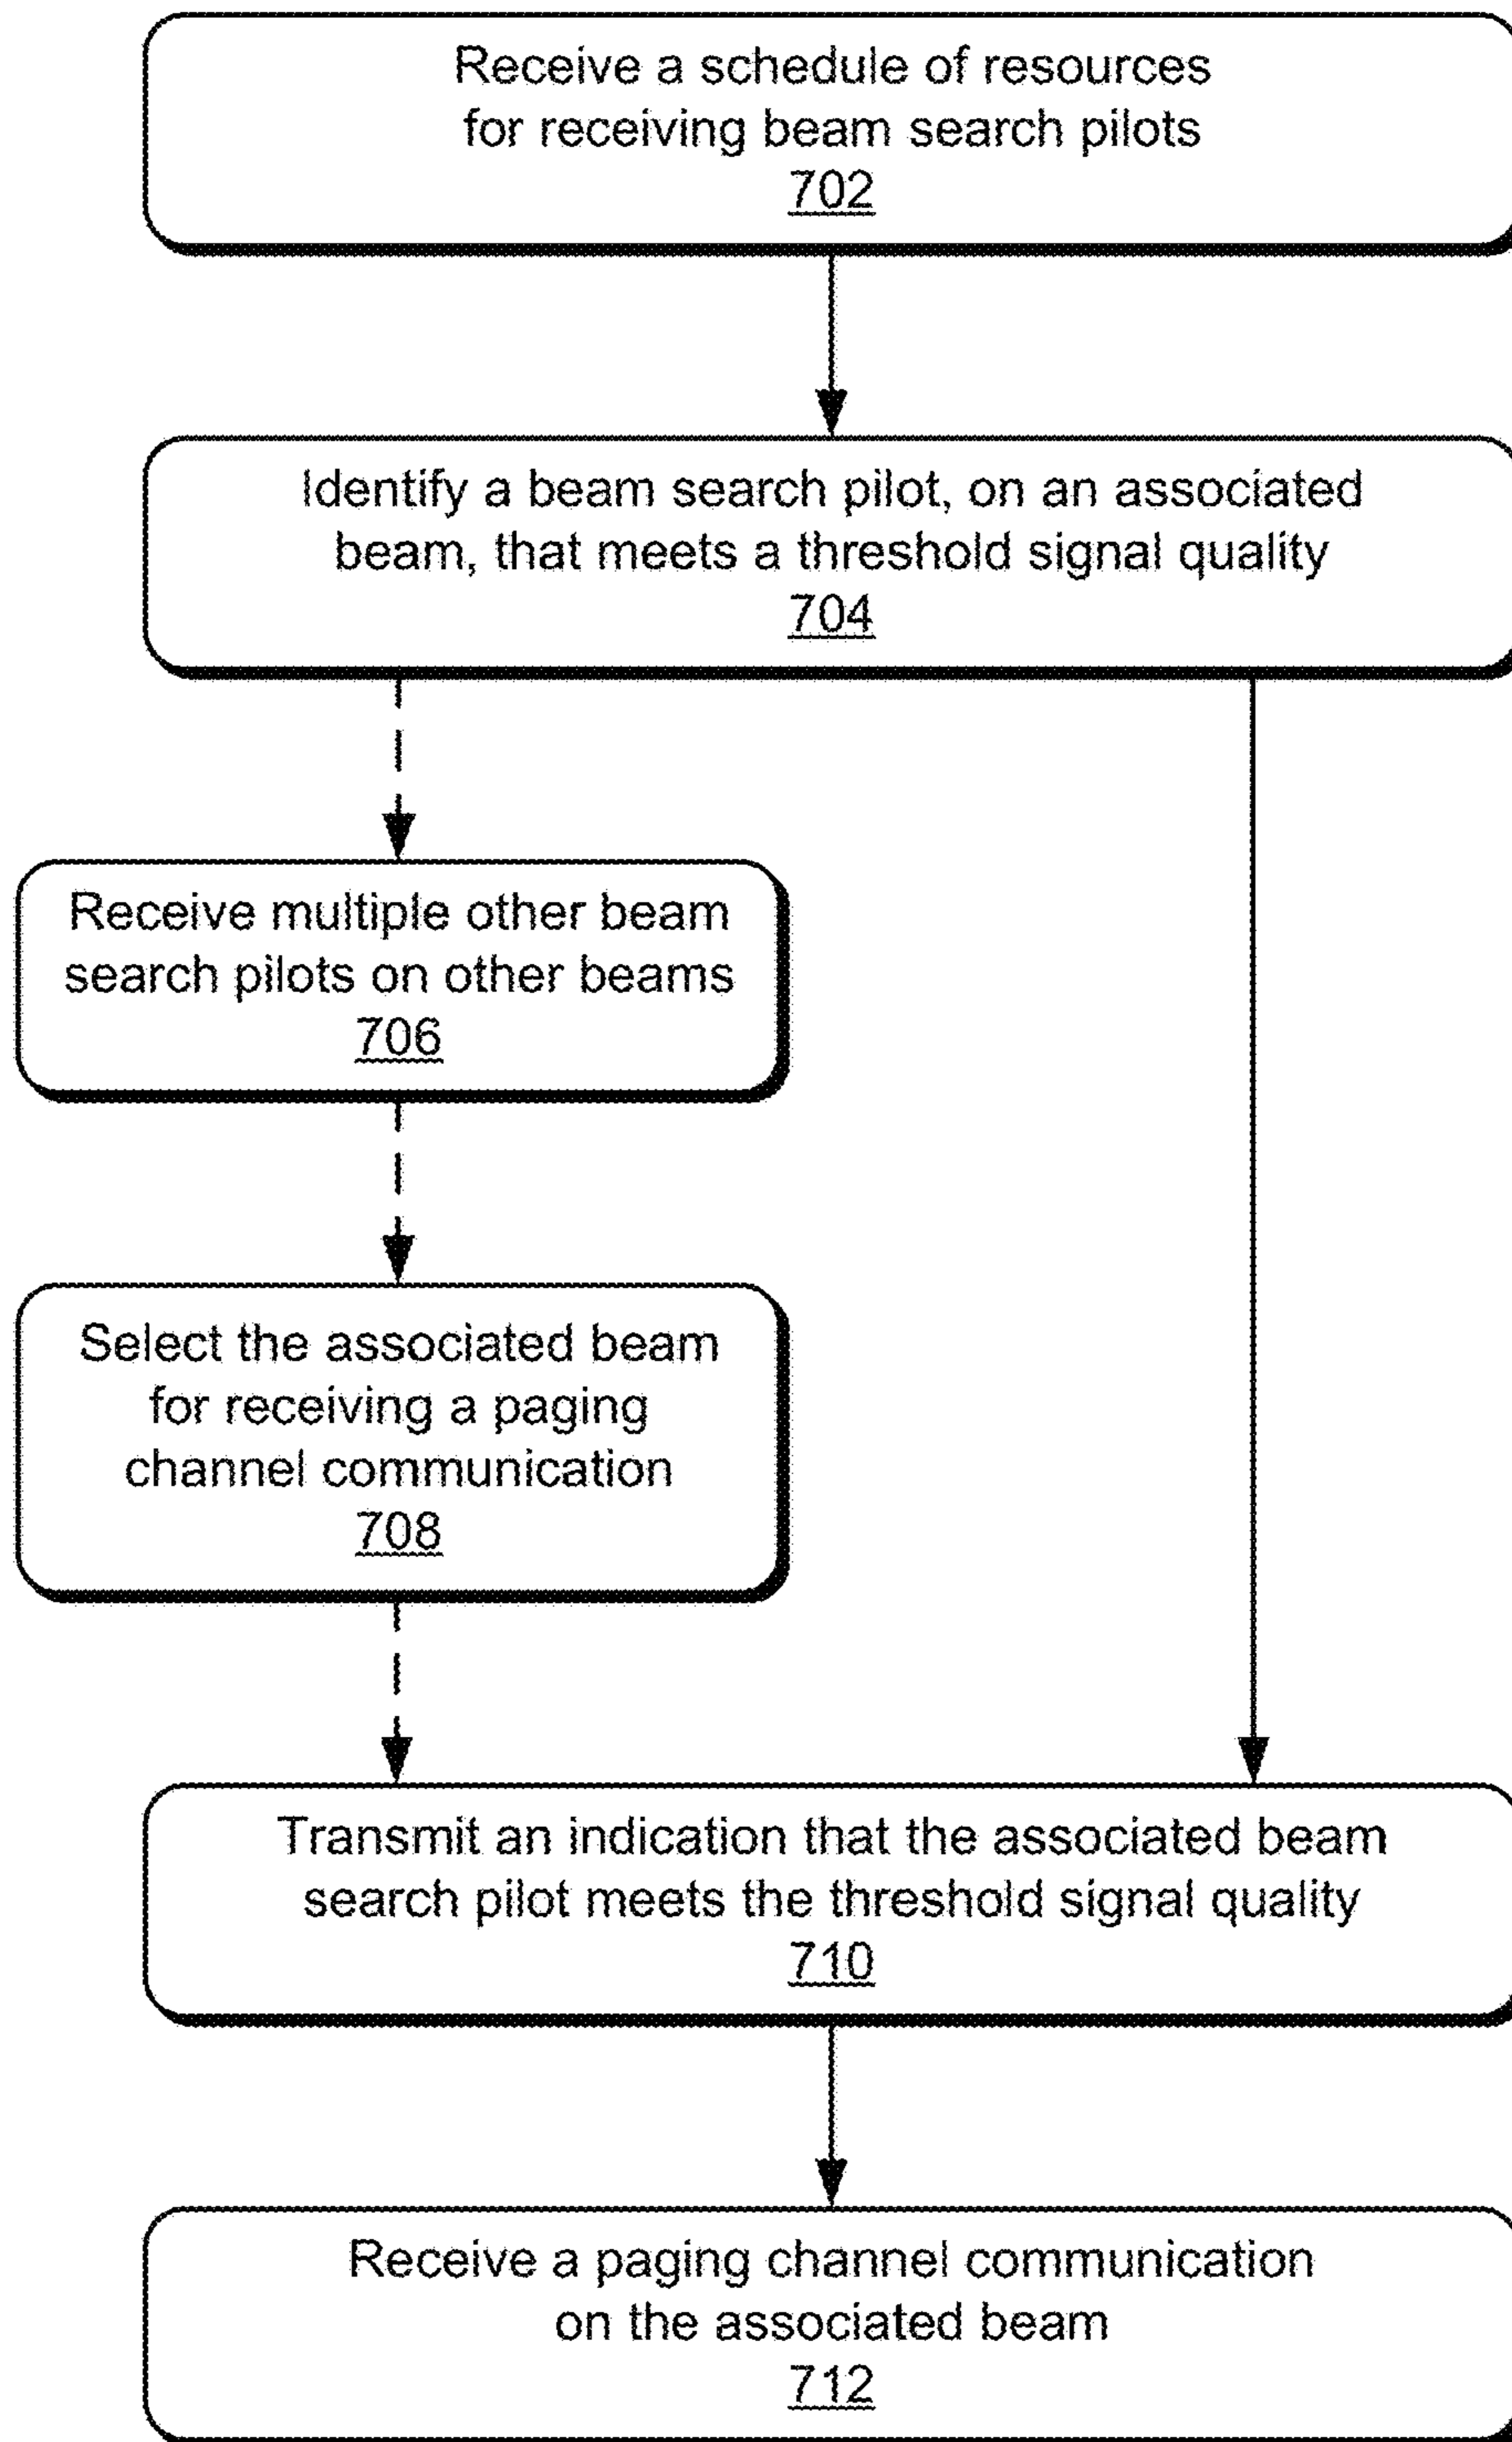 Receive a schedule of resources
for receiving beam search pilots
702
Identify a beam search pilot, on an associated
beam, that meets a threshold signal quality
704
Receive multiple other beam
search pilots on other beams
706
Select the associated beam
for receiving a paging
channel communication
708
Transmit an indication that the associated beam
search pilot meets the threshold signal quality
710
Receive a paging channel communication
on the associated beam
712